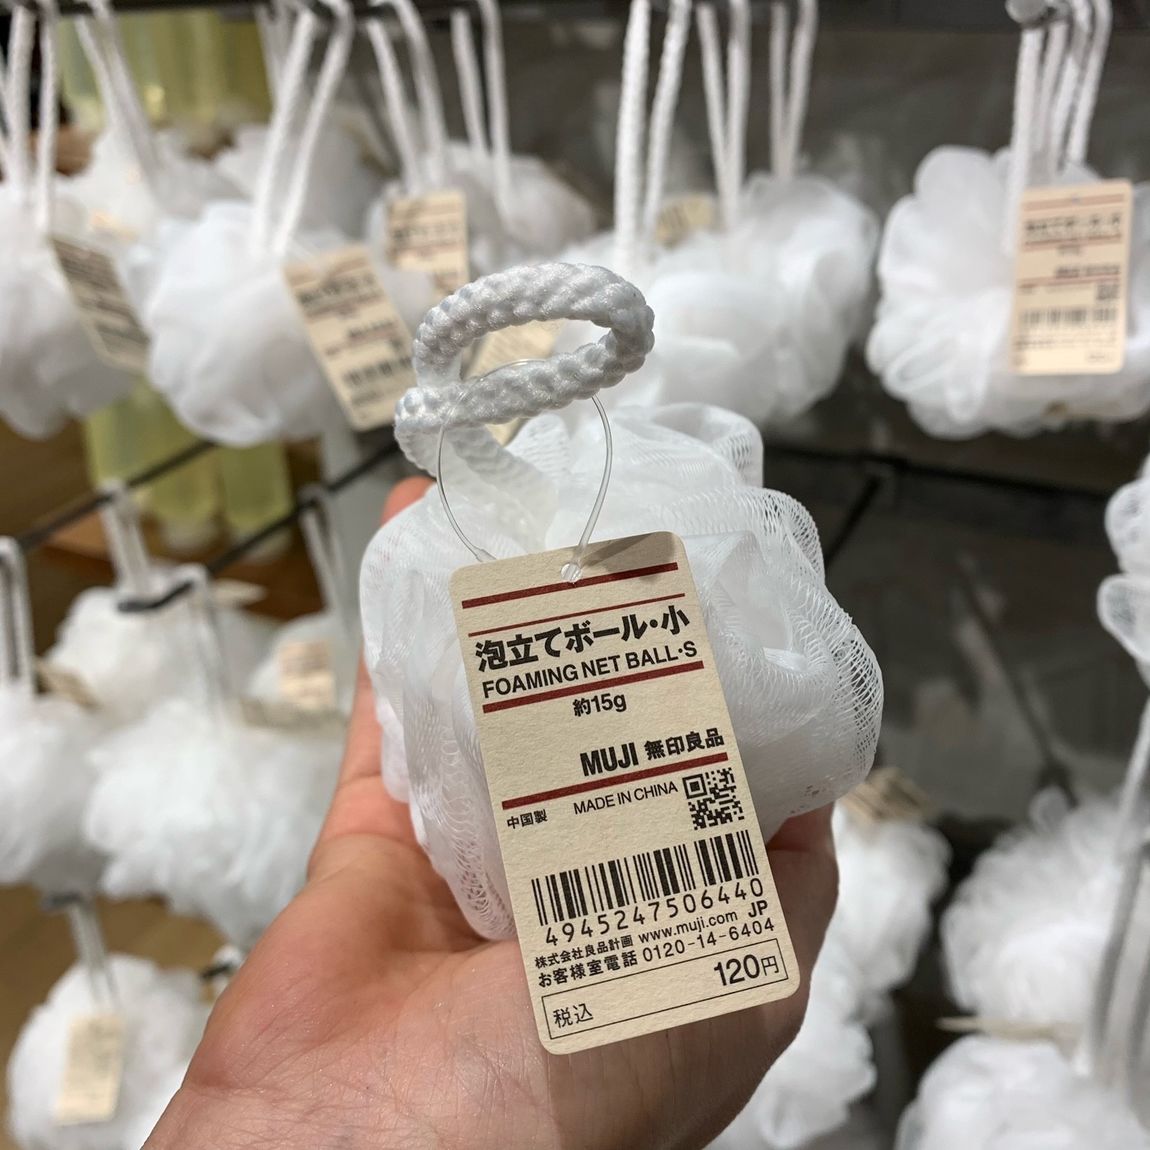 泡立てボール・小
FOAMING NET BALL・S
約15g
MUJI 無印良品
中国製 MADE IN CHINA
4945247506440
株式会社良品計画 www.muji.com JP
お客様室電話 0120-14-6404
税込 120円